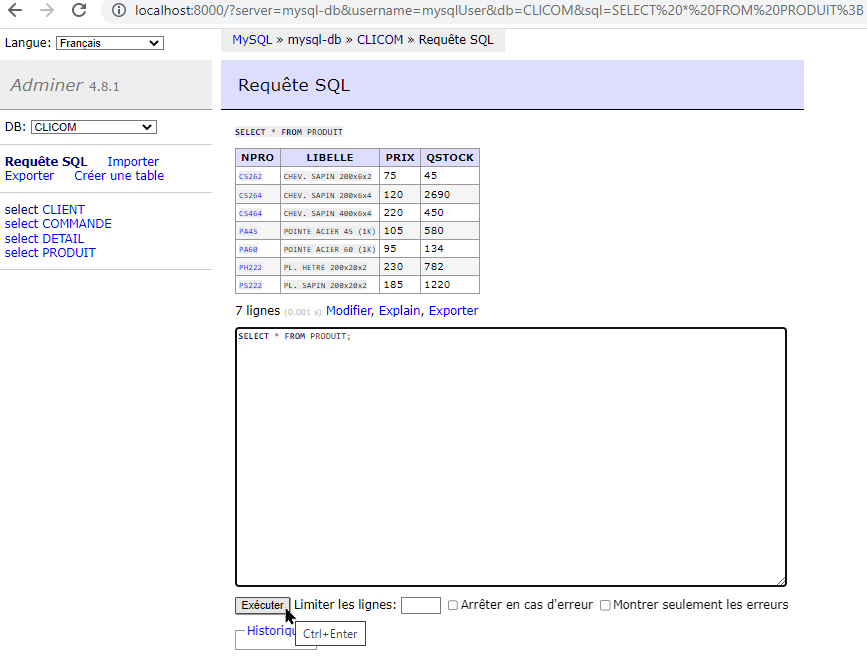 localhost:8000/?server=mysql-db&username=mysqlUser&db=CLICOM&sql=SELECT%20*%20FROM%20PRODUIT%3B
Langue: Français
MySQL » mysql-db » CLICOM » Requête SQL
Adminer 4.8.1
Requête SQL
DB: CLICOM
Requête SQL Importer
Exporter Créer une table
select CLIENT
select COMMANDE
select DETAIL
select PRODUIT
SELECT * FROM PRODUIT
NPRO LIBELLE PRIX QSTOCK
CS262 CHEV. SAPIN 200x6x2 75 45
CS264 CHEV. SAPIN 200x6x4 120 2690
CS464 CHEV. SAPIN 400x6x4 220 450
PA45 POINTE ACIER 45 (1K) 105 580
PA60 POINTE ACIER 60 (1K) 95 134
PH222 PL. HETRE 200x20x2 230 782
PS222 PL. SAPIN 200x20x2 185 1220
7 lignes (0.001 s) Modifier, Explain, Exporter
SELECT * FROM PRODUIT;
Exécuter Limiter les lignes: Arrêter en cas d'erreur Montrer seulement les erreurs
Historiqu
Ctrl+Enter